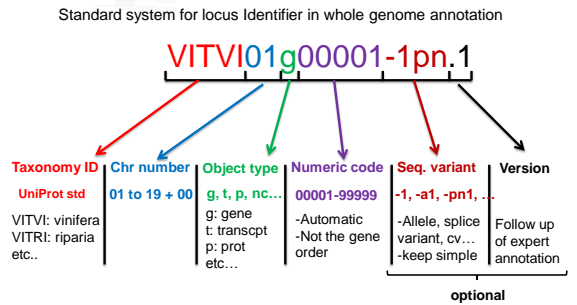 Standard system for locus Identifier in whole genome annotation
VITVI01g00001-1pn.1
Taxonomy ID
UniProt std
VITVI: vinifera
VITRI: riparia
etc..
Chr number
01 to 19 + 00
Object type
g, t, p, nc…
g: gene
t: transcpt
p: prot
etc…
Numeric code
00001-99999
-Automatic
-Not the gene
order
Seq. variant
-1, -a1, -pn1, …
-Allele, splice
variant, cv…
-keep simple
Version
Follow up
of expert
annotation
optional